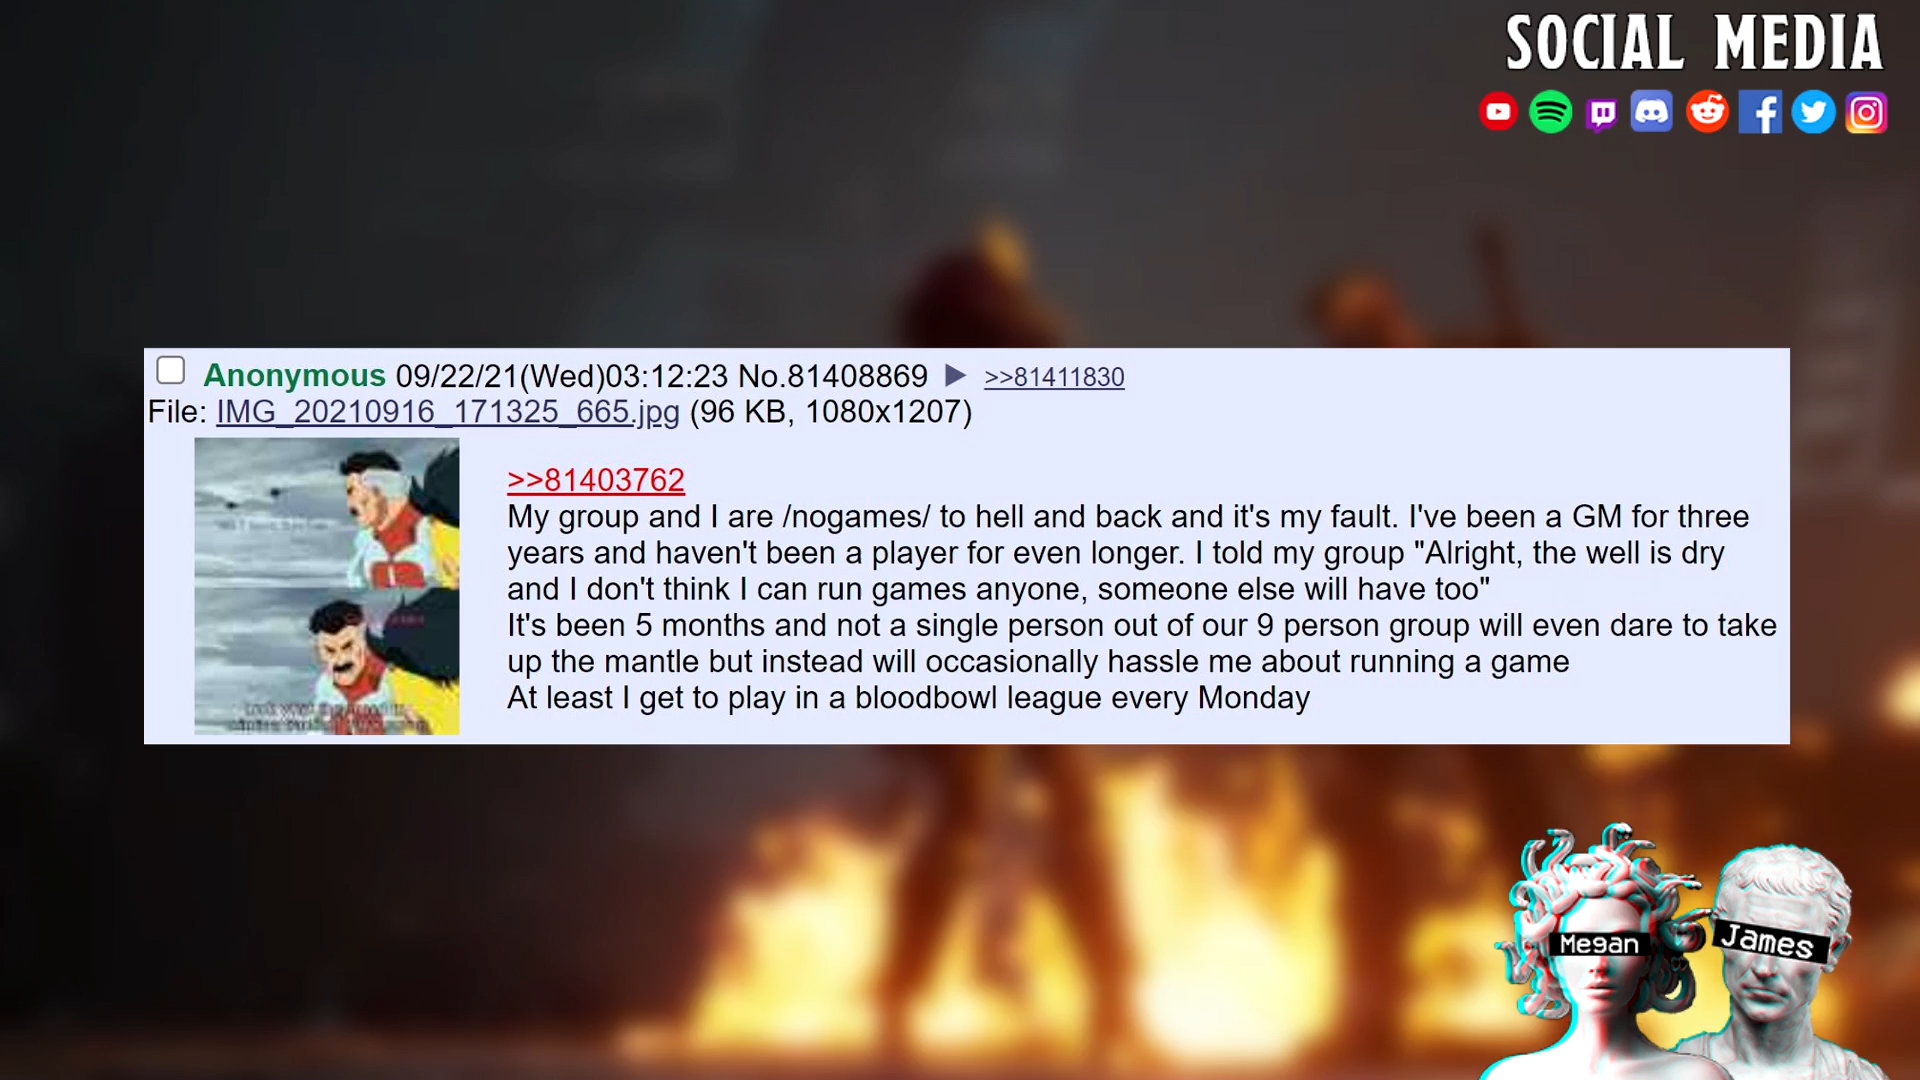 SOCIAL MEDIA
Anonymous 09/22/21(Wed)03:12:23 No.81408869 ▶ >>81411830
File: IMG_20210916_171325_665.jpg (96 KB, 1080x1207)
>>81403762
My group and I are /nogames/ to hell and back and it's my fault. I've been a GM for three
years and haven't been a player for even longer. I told my group "Alright, the well is dry
and I don't think I can run games anyone, someone else will have too"
It's been 5 months and not a single person out of our 9 person group will even dare to take
up the mantle but instead will occasionally hassle me about running a game
At least I get to play in a bloodbowl league every Monday
Megan
James